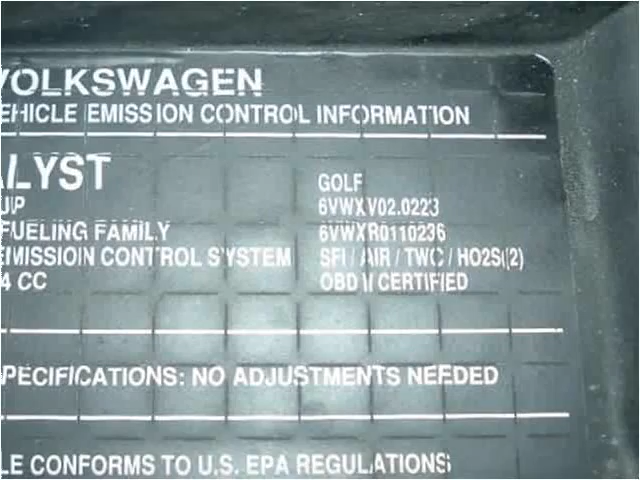 VOLKSWAGEN
EHICLE EMISSION CONTROL INFORMATION
ALYST
GOLF
UP 6VWXV02.0223
FUELING FAMILY 6VWXR0110236
EMISSION CONTROL SYSTEM SFI / AIR / TWC / HO2S(2)
4 CC OBD II CERTIFIED
PECIFICATIONS: NO ADJUSTMENTS NEEDED
LE CONFORMS TO U.S. EPA REGULATIONS